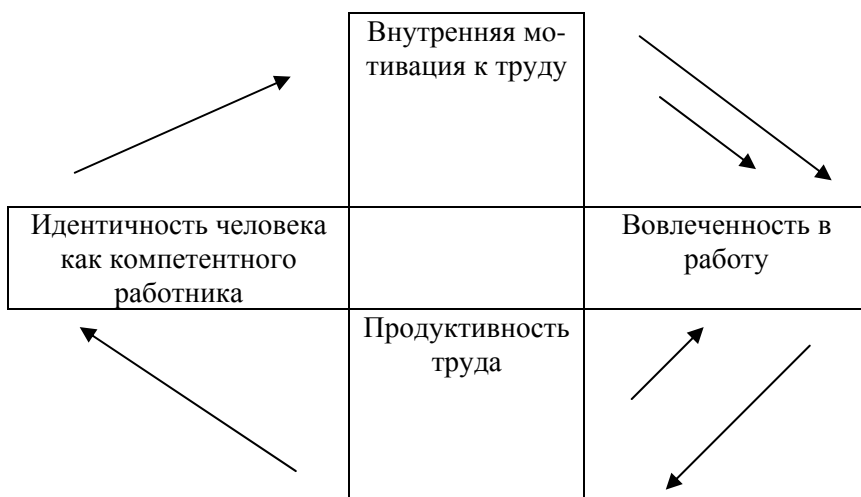 Внутренняя мо-
тивация к труду
Идентичность человека
как компетентного
работника
Вовлеченность в
работу
Продуктивность
труда